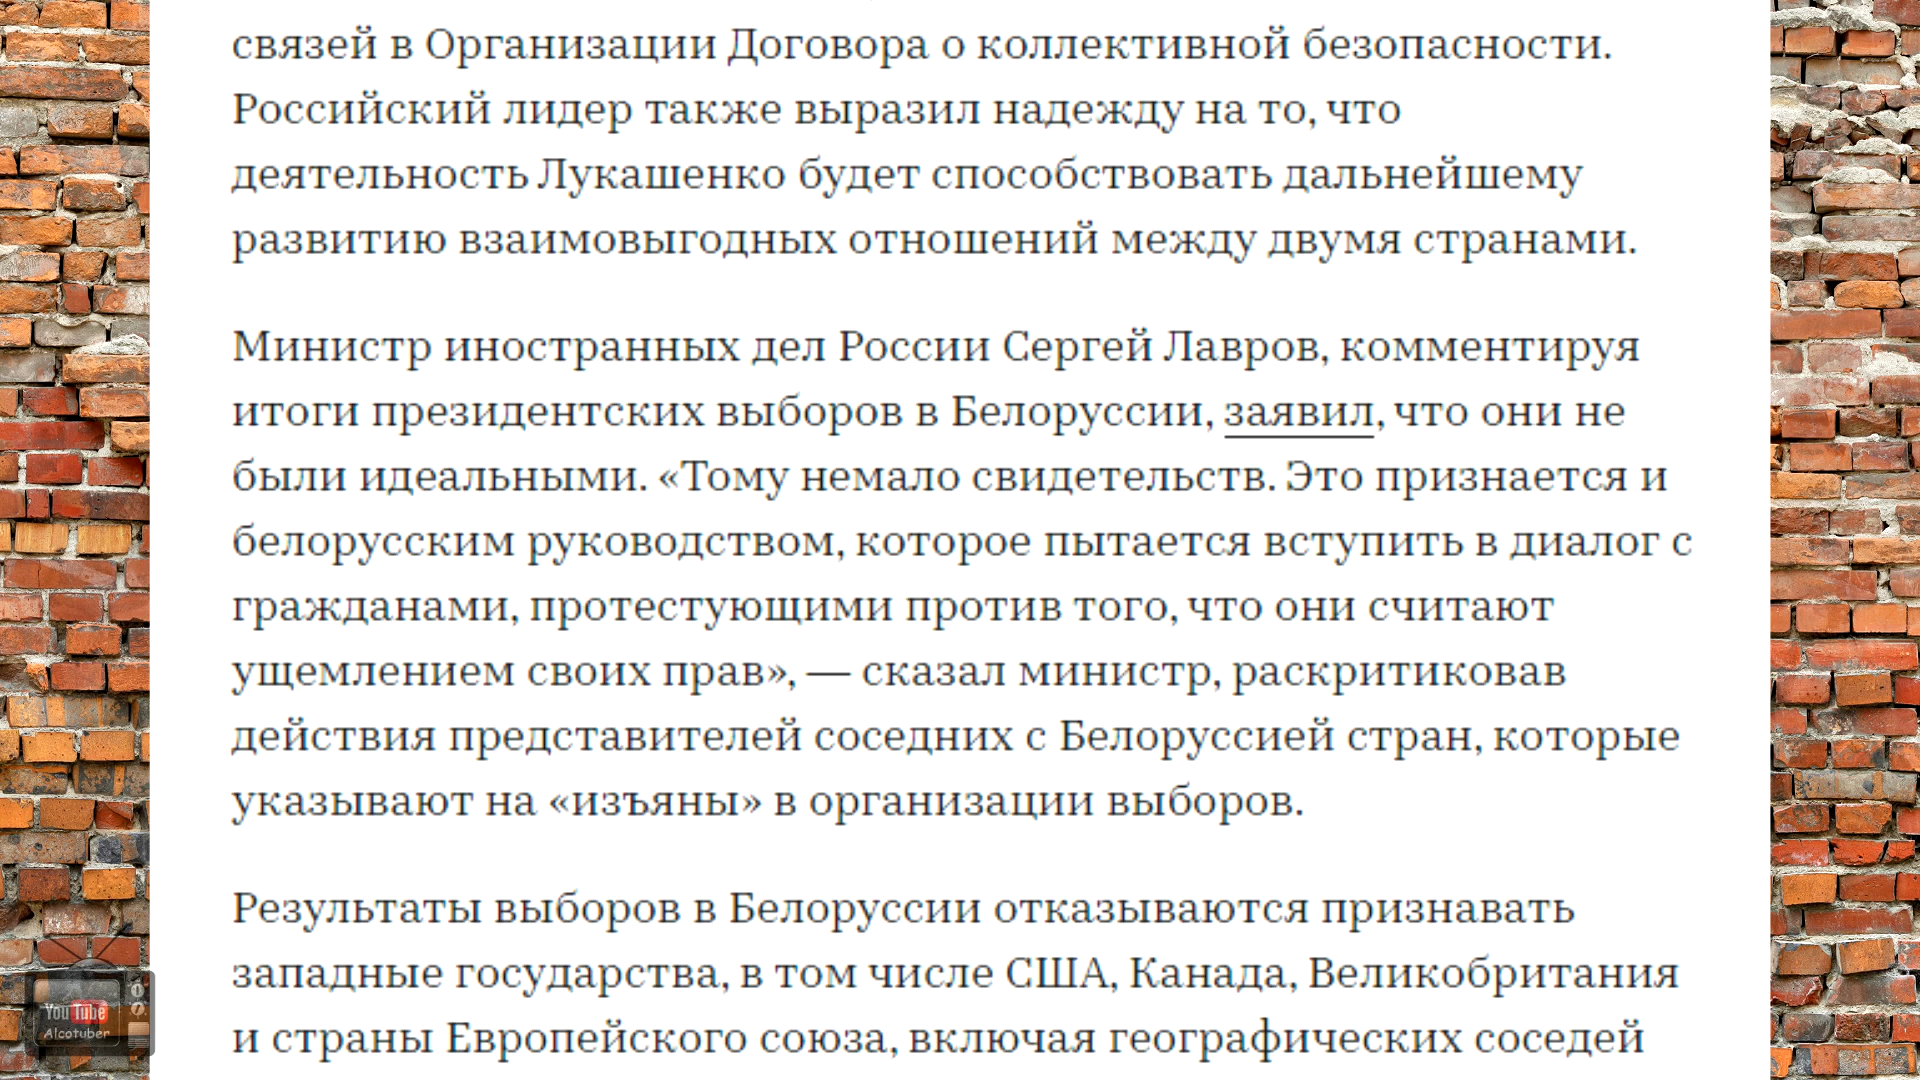 связей в Организации Договора о коллективной безопасности.
Российский лидер также выразил надежду на то, что
деятельность Лукашенко будет способствовать дальнейшему
развитию взаимовыгодных отношений между двумя странами.
Министр иностранных дел России Сергей Лавров, комментируя
итоги президентских выборов в Белоруссии, заявил, что они не
были идеальными. «Тому немало свидетельств. Это признается и
белорусским руководством, которое пытается вступить в диалог с
гражданами, протестующими против того, что они считают
ущемлением своих прав», — сказал министр, раскритиковав
действия представителей соседних с Белоруссией стран, которые
указывают на «изъяны» в организации выборов.
Результаты выборов в Белоруссии отказываются признавать
западные государства, в том числе США, Канада, Великобритания
и страны Европейского союза, включая географических соседей
YouTube
Alcotuber